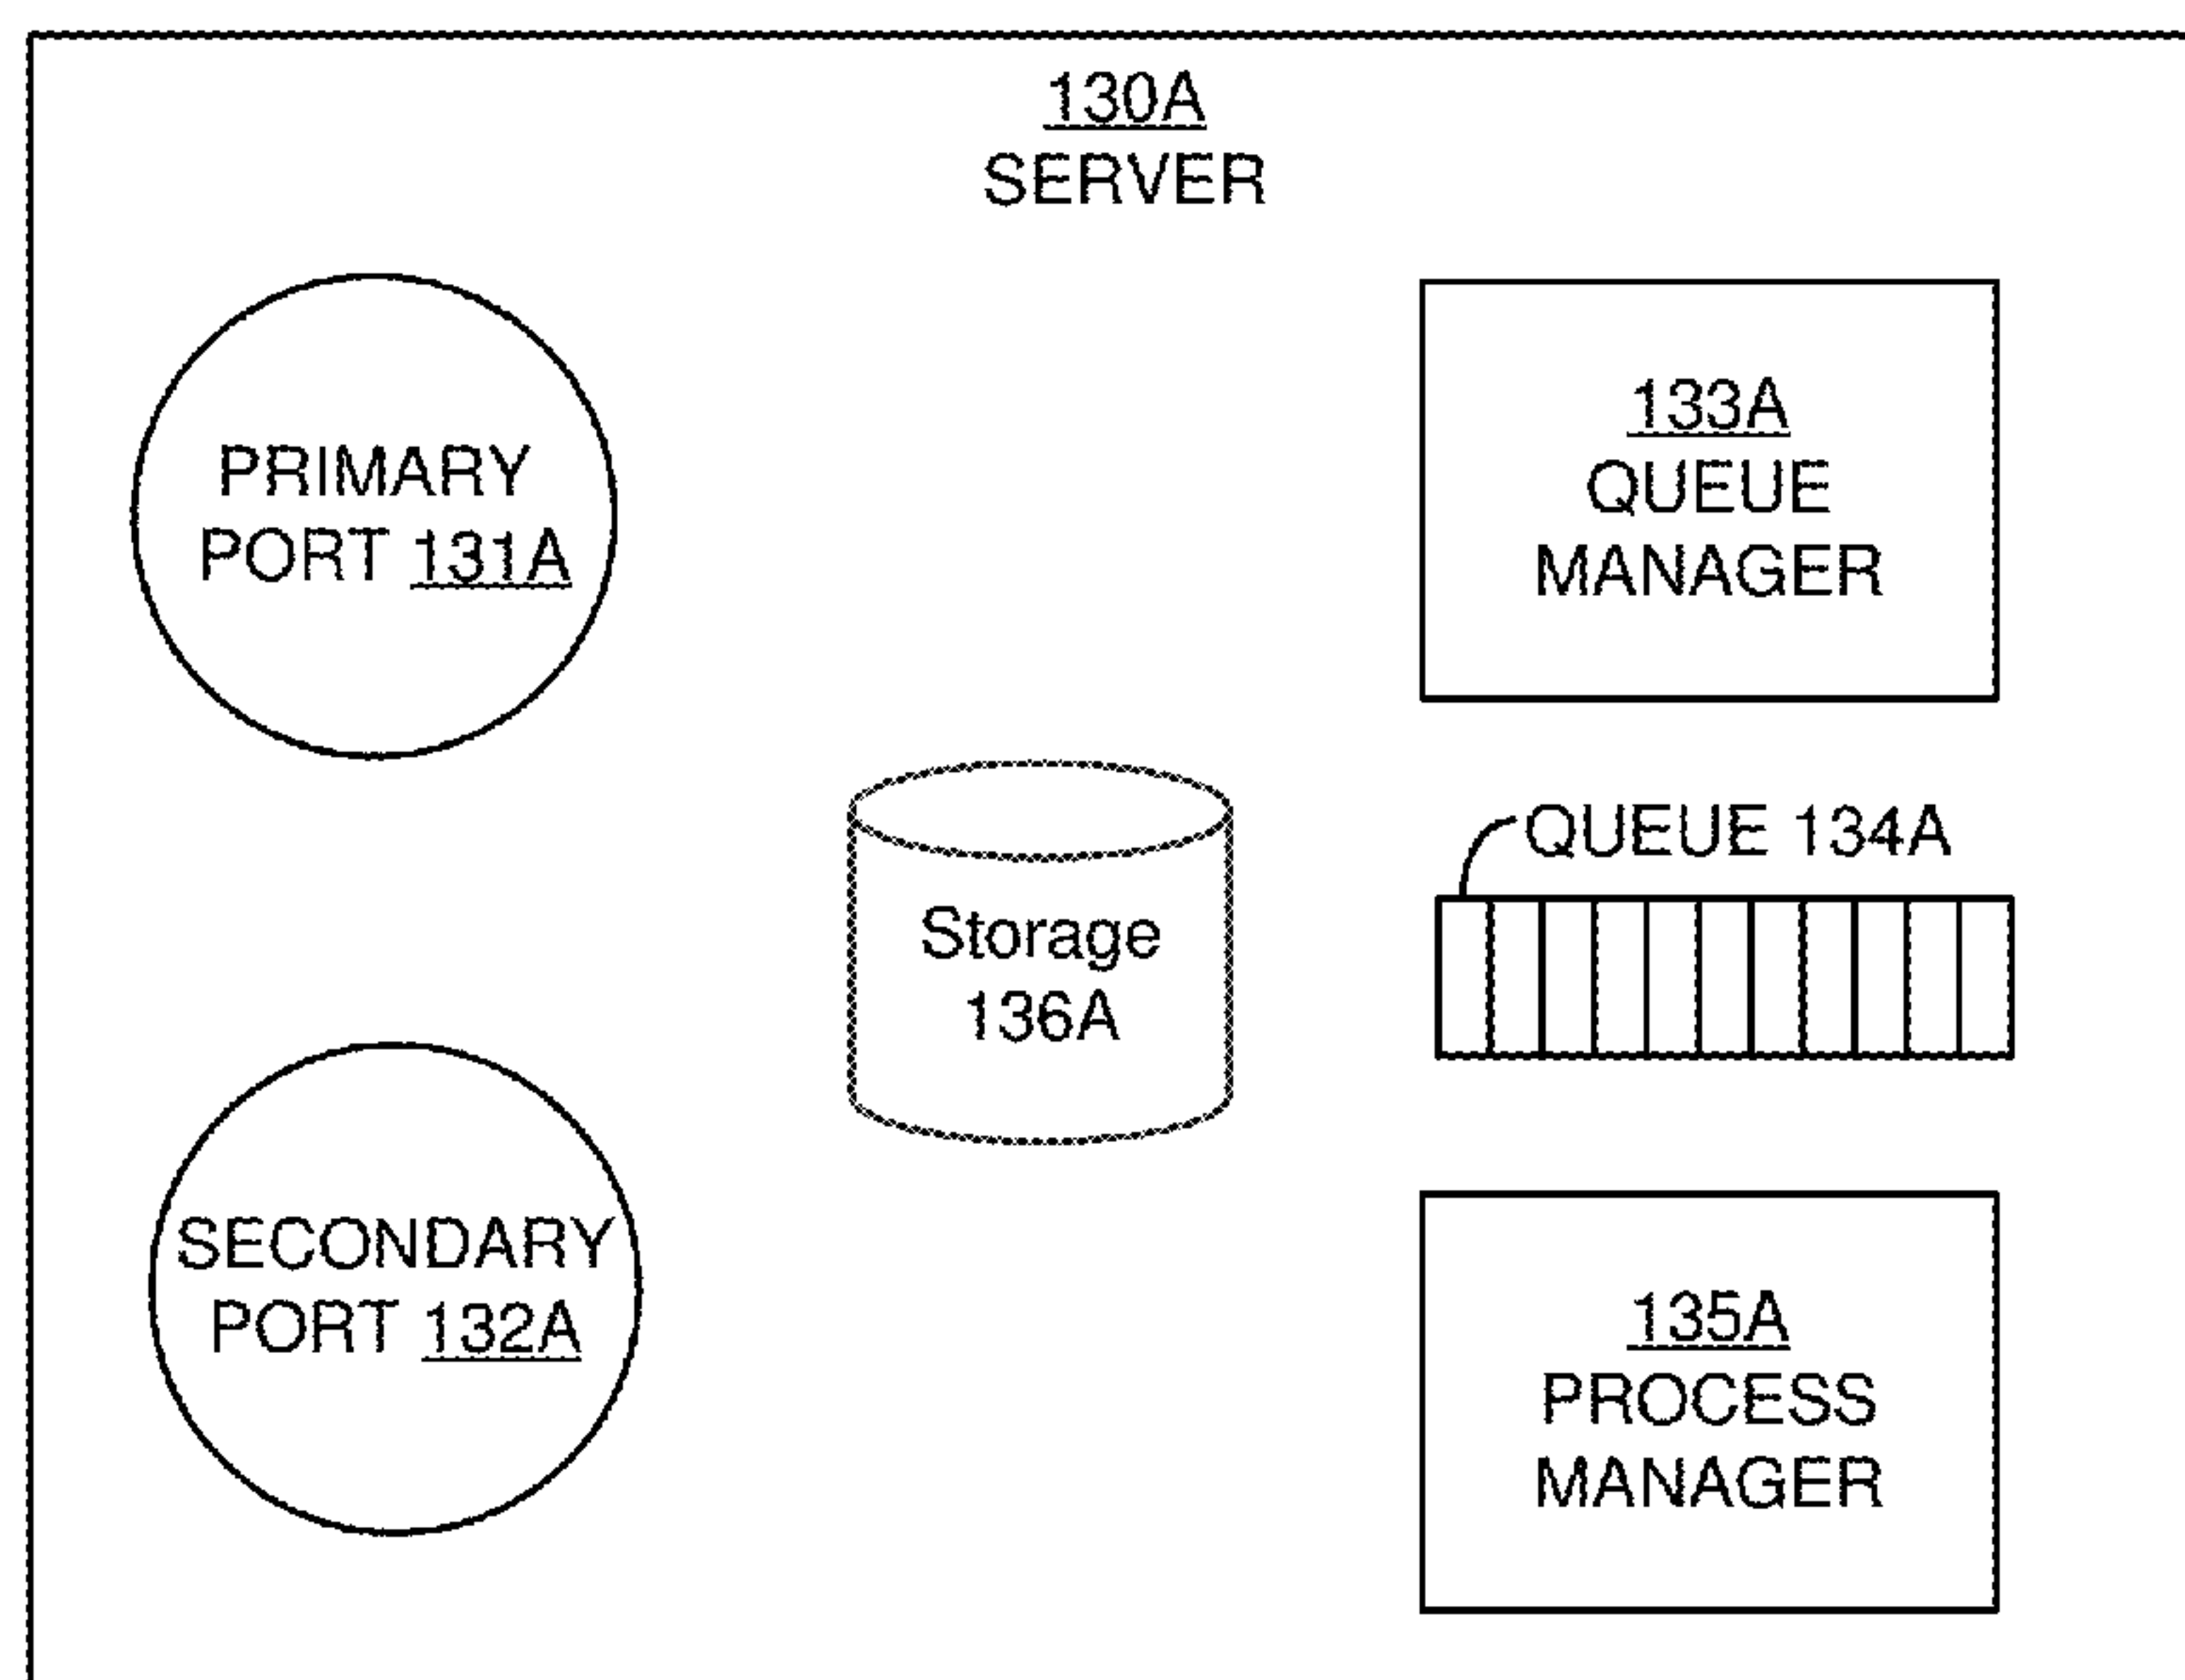 130A
SERVER
PRIMARY
PORT 131A
133A
QUEUE
MANAGER
QUEUE 134A
Storage
136A
SECONDARY
PORT 132A
135A
PROCESS
MANAGER